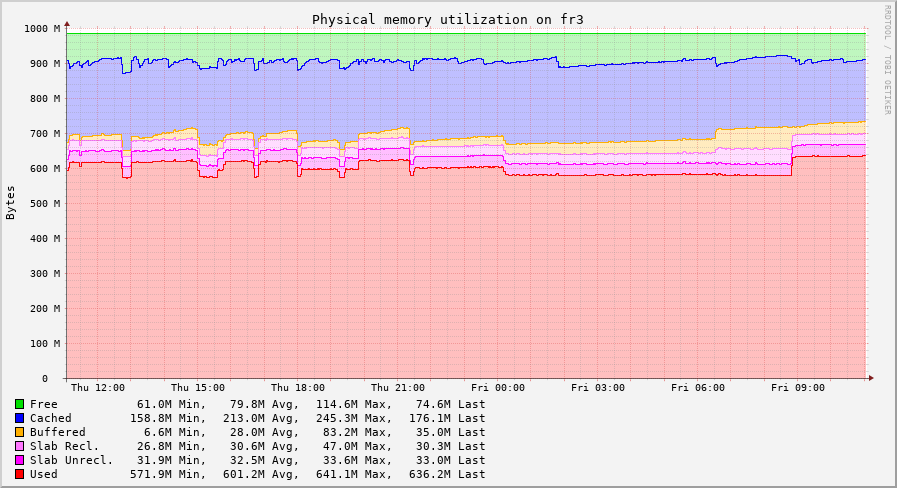 Physical memory utilization on fr3
RRDTOOL / TOBI OETIKER
Bytes
1000 M
900 M
800 M
700 M
600 M
500 M
400 M
300 M
200 M
100 M
0
Thu 12:00 Thu 15:00 Thu 18:00 Thu 21:00 Fri 00:00 Fri 03:00 Fri 06:00 Fri 09:00
Free 61.0M Min, 79.8M Avg, 114.6M Max, 74.6M Last
Cached 158.8M Min, 213.0M Avg, 245.3M Max, 176.1M Last
Buffered 6.6M Min, 28.0M Avg, 83.2M Max, 35.0M Last
Slab Recl. 26.8M Min, 30.6M Avg, 47.0M Max, 30.3M Last
Slab Unrecl. 31.9M Min, 32.5M Avg, 33.6M Max, 33.0M Last
Used 571.9M Min, 601.2M Avg, 641.1M Max, 636.2M Last